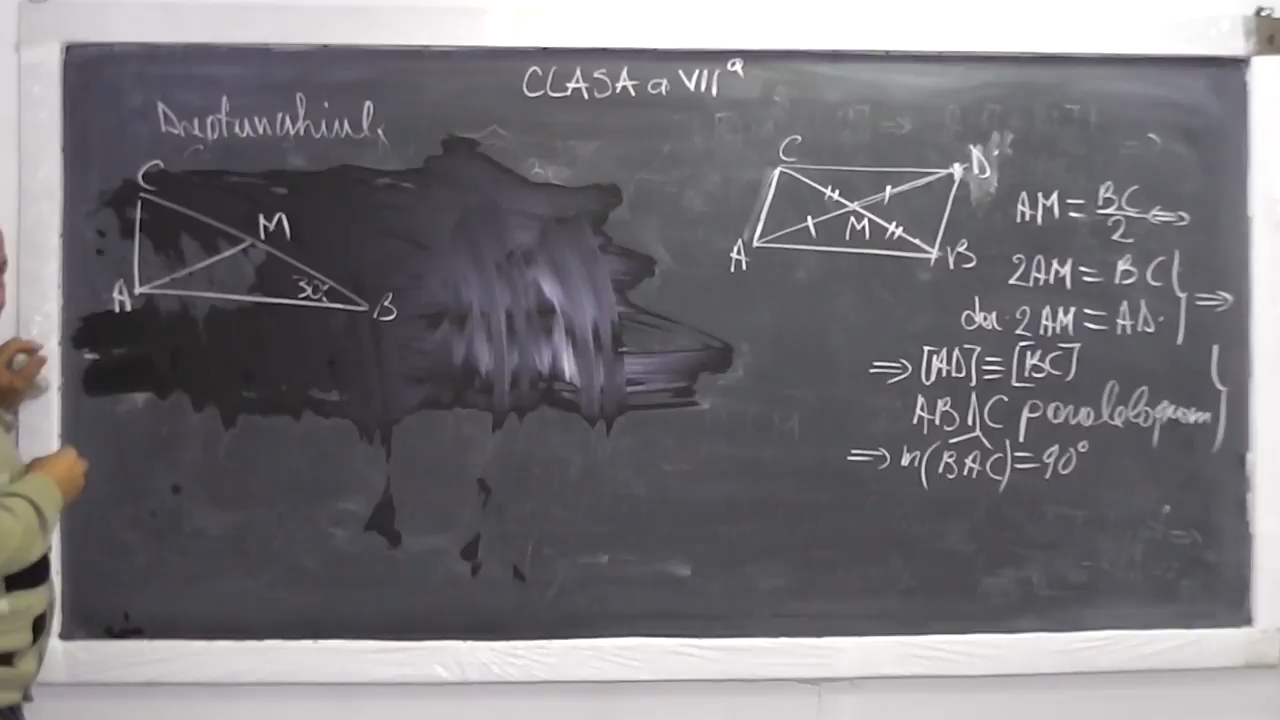 CLASA a VII ª
Dreptunghiul
C
M
A
30°
B
C
D
A
M
B
AM = BC/2 ⇔
2AM = BC
dar 2AM = AD } ⇒
⇒ [AD] ≡ [BC]
ABDC paralelogram }
⇒ m(BAC) = 90°